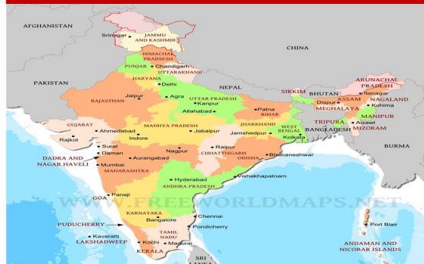 AFGHANISTAN
Srinagar
JAMMU
AND KASHMIR
CHINA
HIMACHAL
PRADSESH
PUNJAB
Chandigarh
UTTARAKHAND
HARYANA
Delhi
PAKISTAN
NEPAL
SIKKIM
BHUTAN
ARUNACHAL
PRADESH
Itanagar
RAJASTHAN
Jaipur
Agra
UTTAR PRADESH
Kanpur
Allahabad
Patna
BIHAR
Dispur
ASSAM
NAGALAND
Kohima
MEGHALAYA
MANIPUR
GUJARAT
Ahmedabad
Rajkot
MADHYA PRADESH
Indore
Jabalpur
JHARKHAND
Jamshedpur
WEST
BENGAL
Kolkata
TRIPURA
BANGLADESH
Aizawl
MIZORAM
BURMA
Surat
Daman
DADRA AND
NAGAR HAVELI
Mumbai
MAHARASHTRA
Aurangabad
Nagpur
Raipur
CHHATTISGARH
ODISHA
Bhubaneshwar
Hyderabad
ANDHRA PRADESH
Vishakhapatnam
WWW.FREEWORLDMAPS.NET
GOA
Panaji
KARNATAKA
Bangalore
Chennai
Pondicherry
PUDUCHERRY
Kavaratti
LAKSHADWEEP
TAMIL
NADU
Kochi
Madurai
KERALA
SRI
LANKA
Port Blair
ANDAMAN AND
NICOBAR ISLANDS